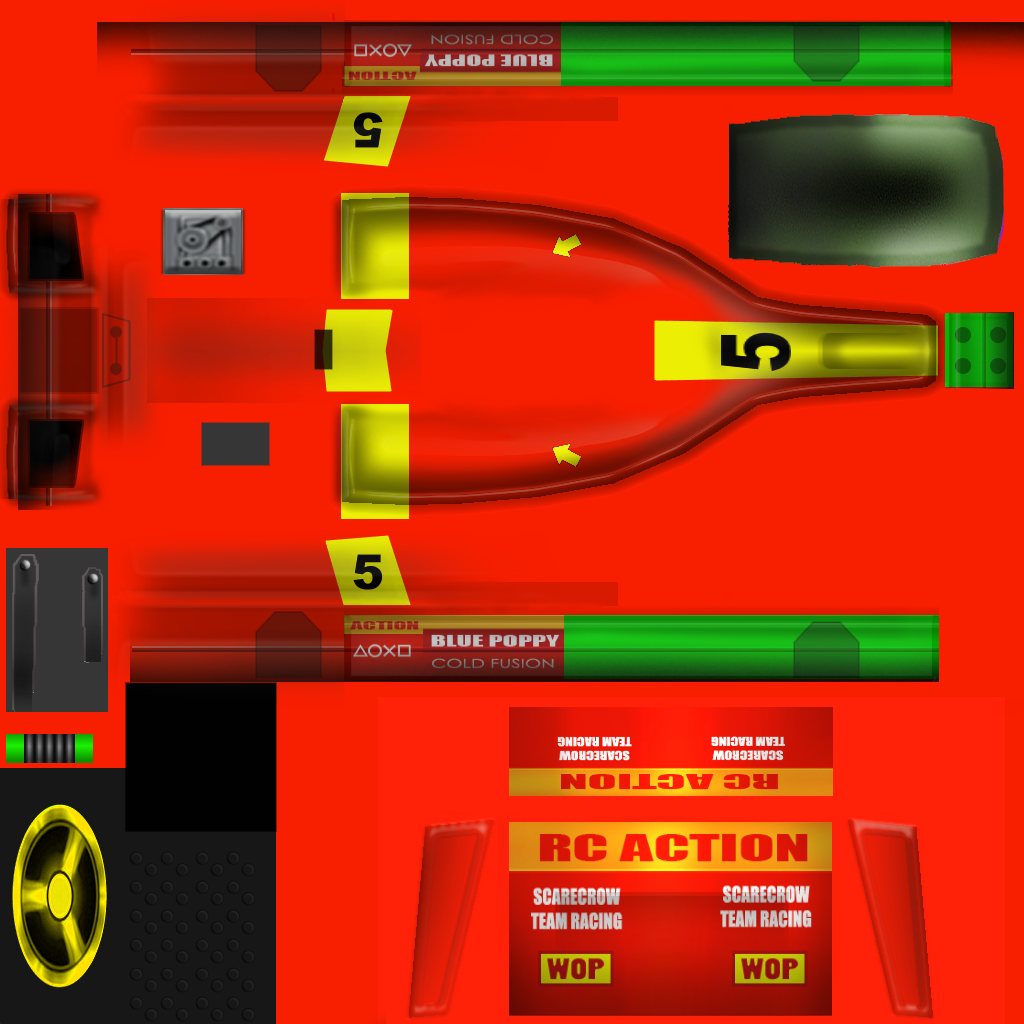 COLD FUSION
BLUE POPPY
△O×□
ACTION
5
5
5
ACTION
BLUE POPPY
△O×□
COLD FUSION
SCARECROW
TEAM RACING
SCARECROW
TEAM RACING
RC ACTION
RC ACTION
SCARECROW
TEAM RACING
SCARECROW
TEAM RACING
WOP
WOP